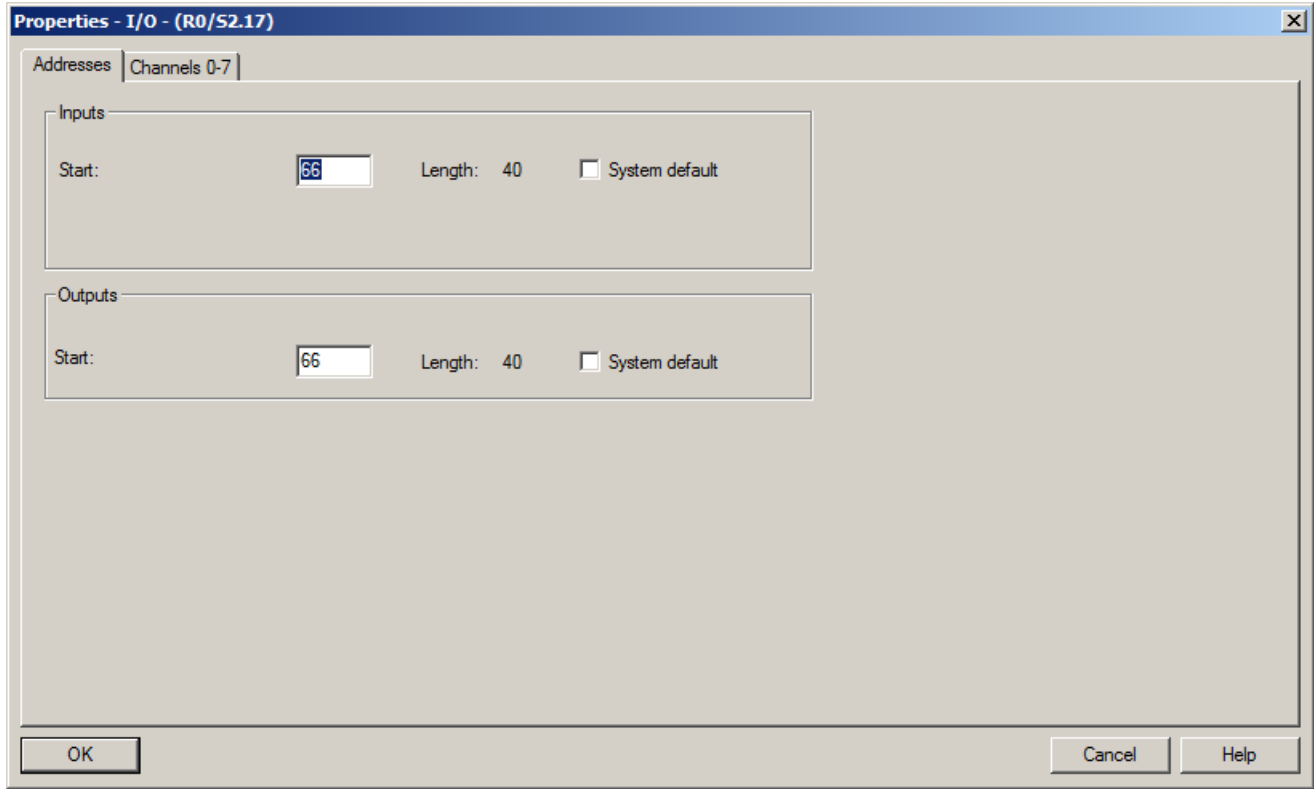 Properties - I/O - (R0/S2.17)
Addresses Channels 0-7
Inputs
Start: 66 Length: 40 System default
Outputs
Start: 66 Length: 40 System default
OK Cancel Help